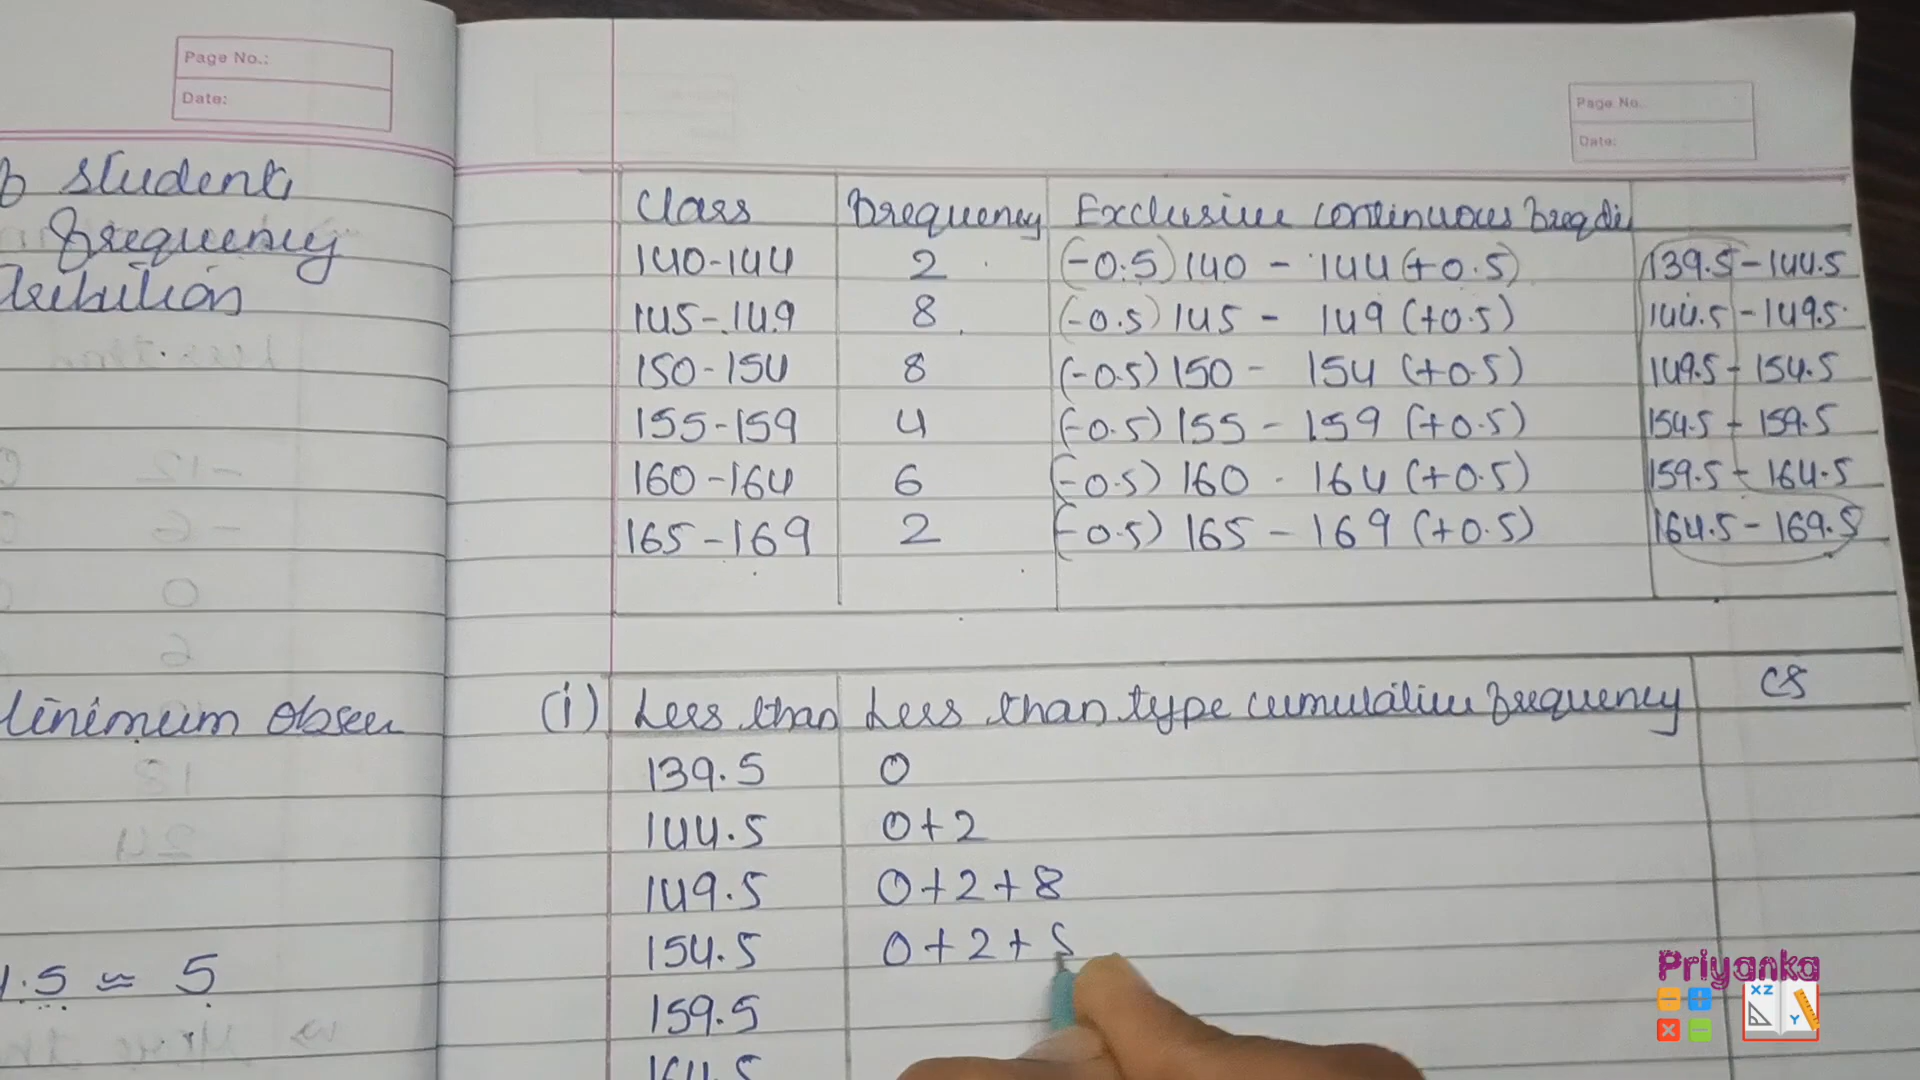 Page No.:
Date:
student
frequency
Minimum obser
1.5 ≈ 5
Page No.
Date:
Class Frequency Exclusive continuous freq di
140-144 2 (-0.5) 140 - 144 (+0.5) 139.5-144.5
145-149 8 (-0.5) 145 - 149 (+0.5) 144.5-149.5
150-154 8 (-0.5) 150 - 154 (+0.5) 149.5-154.5
155-159 4 (-0.5) 155 - 159 (+0.5) 154.5-159.5
160-164 6 (-0.5) 160 - 164 (+0.5) 159.5-164.5
165-169 2 (-0.5) 165 - 169 (+0.5) 164.5-169.5
(i) Less than Less than type cumulative frequency cf
139.5 0
144.5 0+2
149.5 0+2+8
154.5 0+2+
159.5
164.5
Priyanka
XZ
Y